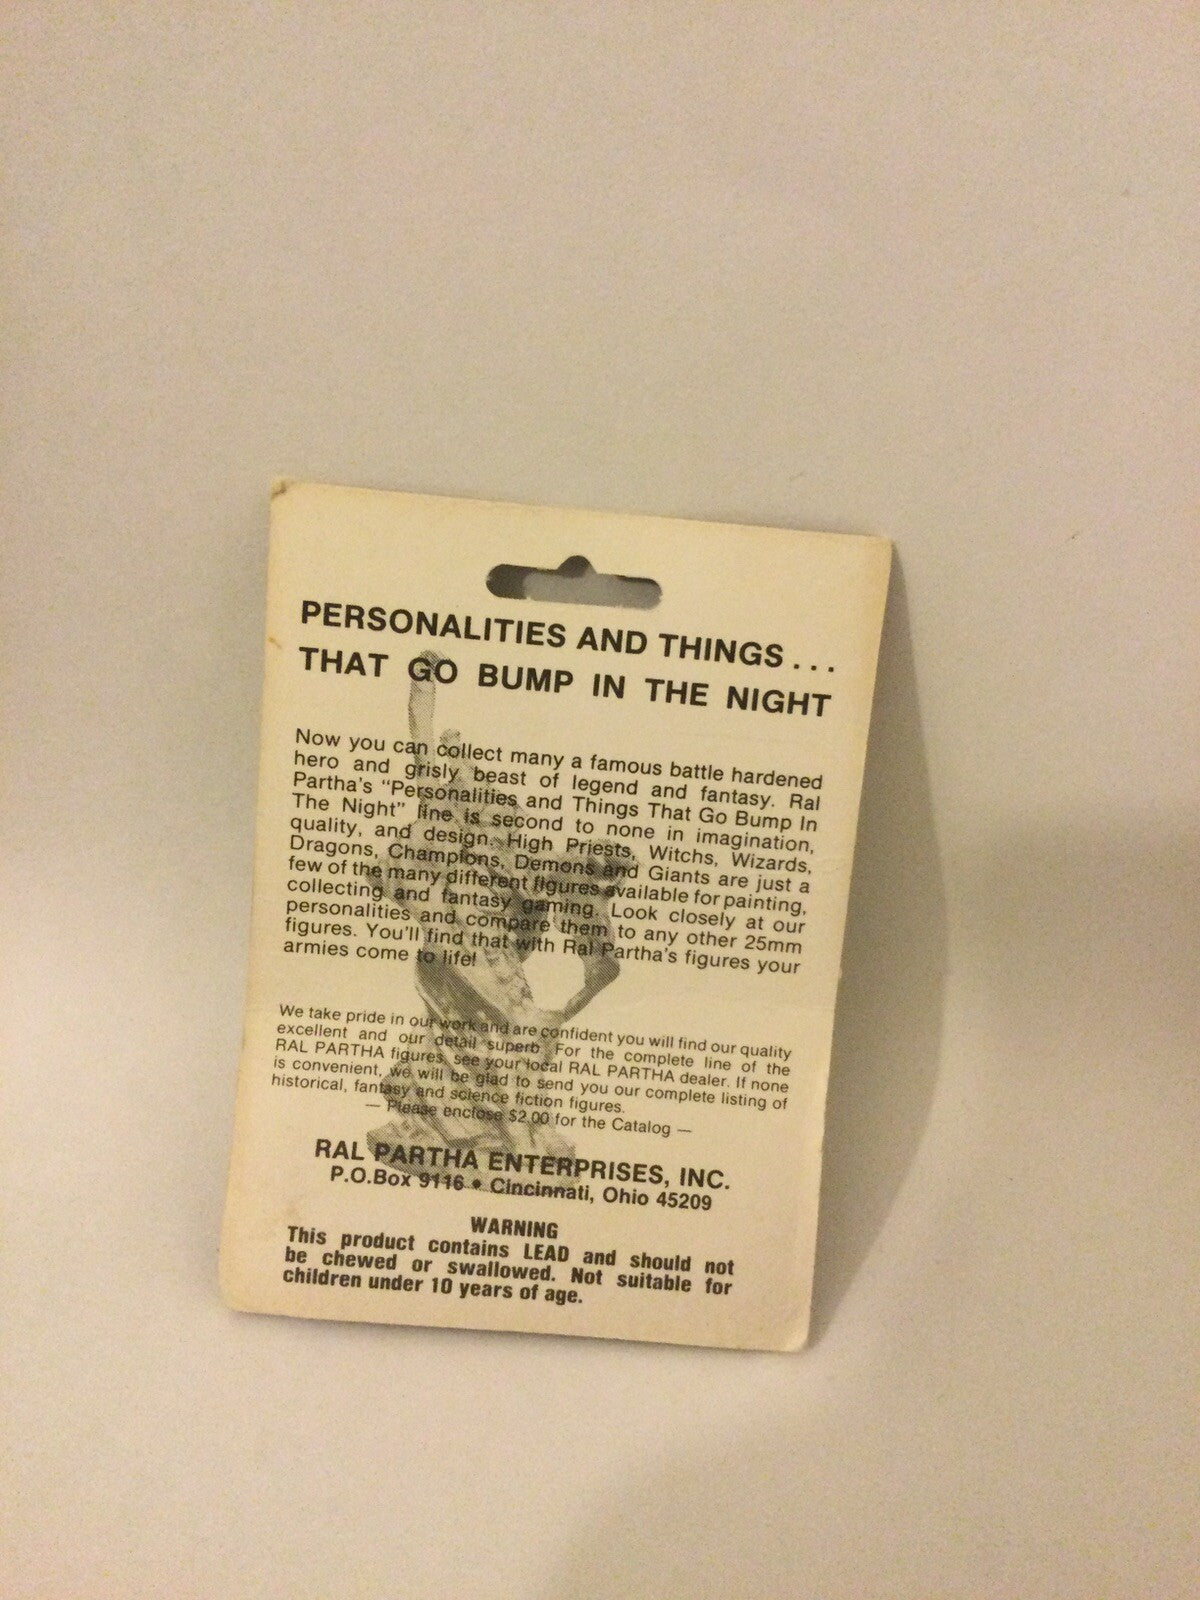 PERSONALITIES AND THINGS...
THAT GO BUMP IN THE NIGHT
Now you can collect many a famous battle hardened
hero and grisly beast of legend and fantasy. Ral
Partha's "Personalities and Things That Go Bump In
The Night" line is second to none in imagination,
quality, and design. High Priests, Witchs, Wizards,
Dragons, Champions, Demons and Giants are just a
few of the many different figures available for painting,
collecting and fantasy gaming. Look closely at our
personalities and compare them to any other 25mm
figures. You'll find that with Ral Partha's figures your
armies come to life!
We take pride in our work and are confident you will find our quality
excellent and our detail superb. For the complete line of the
RAL PARTHA figures, see your local RAL PARTHA dealer. If none
is convenient, we will be glad to send you our complete listing of
historical, fantasy and science fiction figures.
— Please enclose $2.00 for the Catalog —
RAL PARTHA ENTERPRISES, INC.
P.O.Box 9116 • Cincinnati, Ohio 45209
WARNING
This product contains LEAD and should not
be chewed or swallowed. Not suitable for
children under 10 years of age.